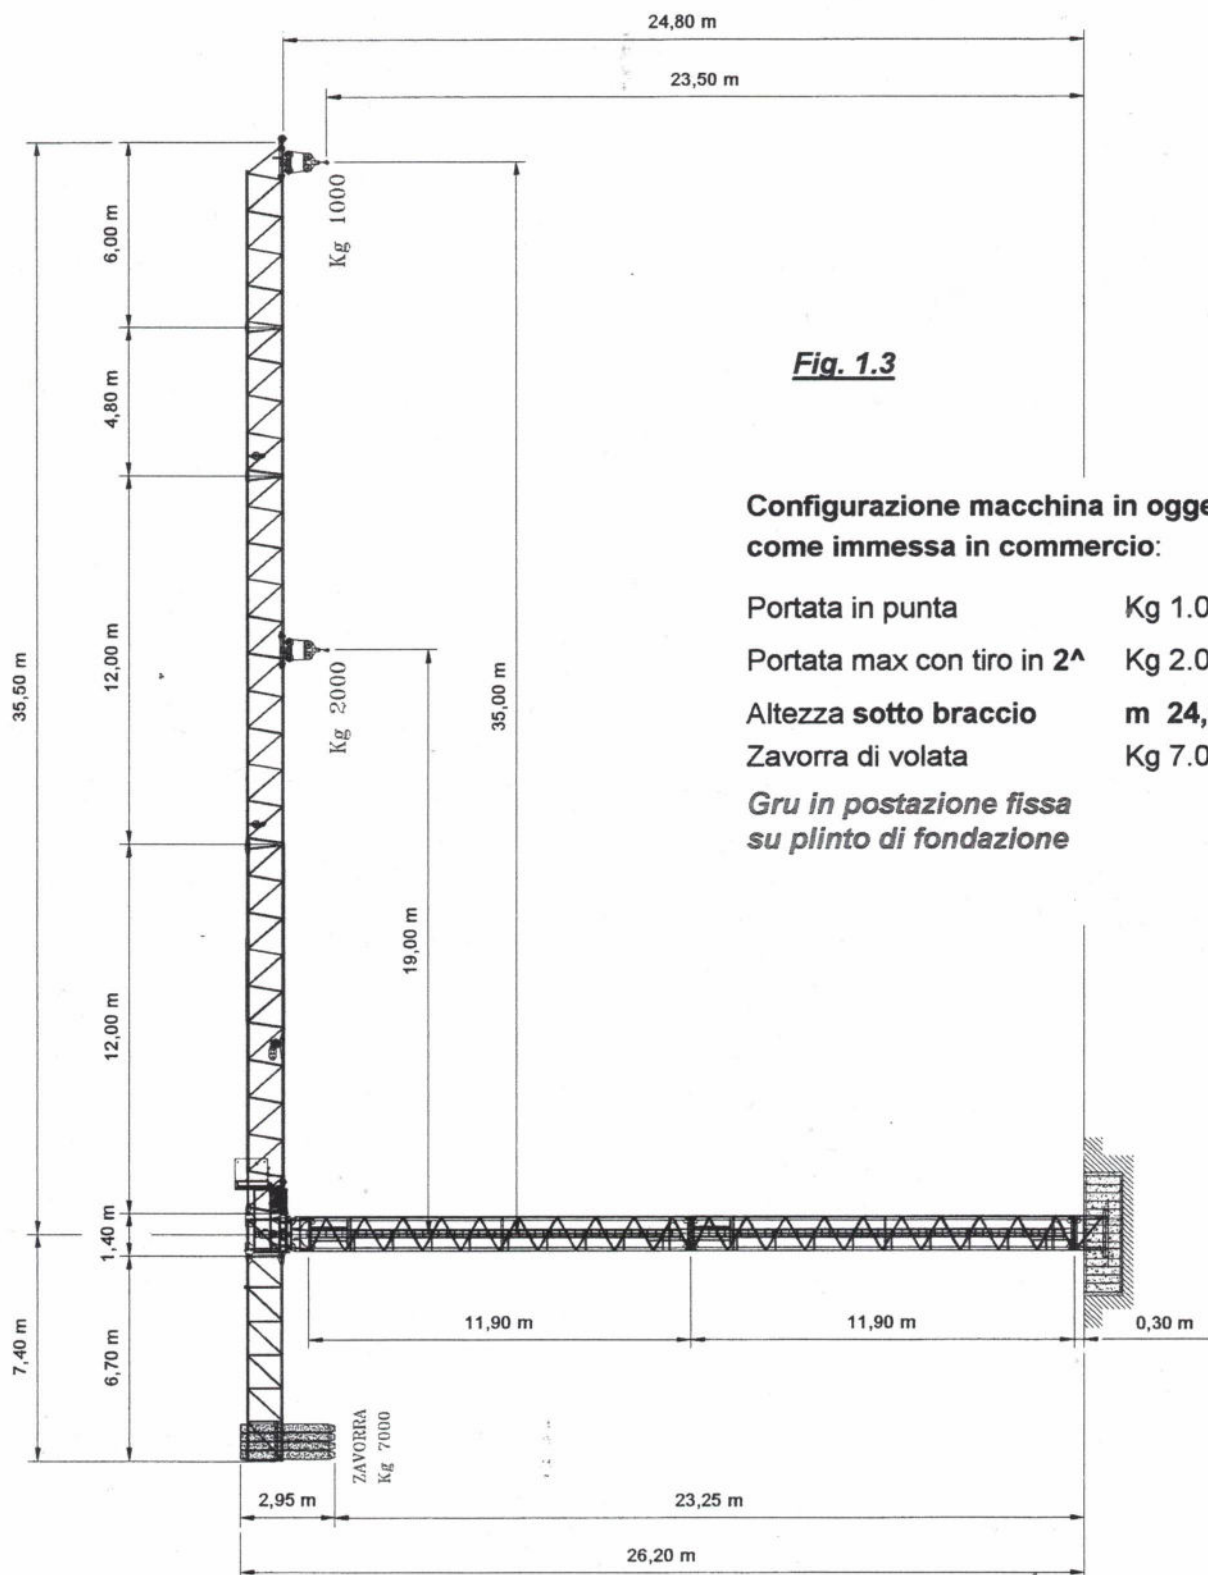 24,80 m
23,50 m
6,00 m
Kg 1000
4,80 m
Fig. 1.3
Configurazione macchina in ogge
come immessa in commercio:
Portata in punta Kg 1.0
Portata max con tiro in 2^ Kg 2.0
Altezza sotto braccio m 24,
Zavorra di volata Kg 7.0
Gru in postazione fissa
su plinto di fondazione
35,50 m
12,00 m
Kg 2000
35,00 m
19,00 m
12,00 m
1,40 m
11,90 m
11,90 m
0,30 m
7,40 m
6,70 m
ZAVORRA
Kg 7000
2,95 m
23,25 m
26,20 m